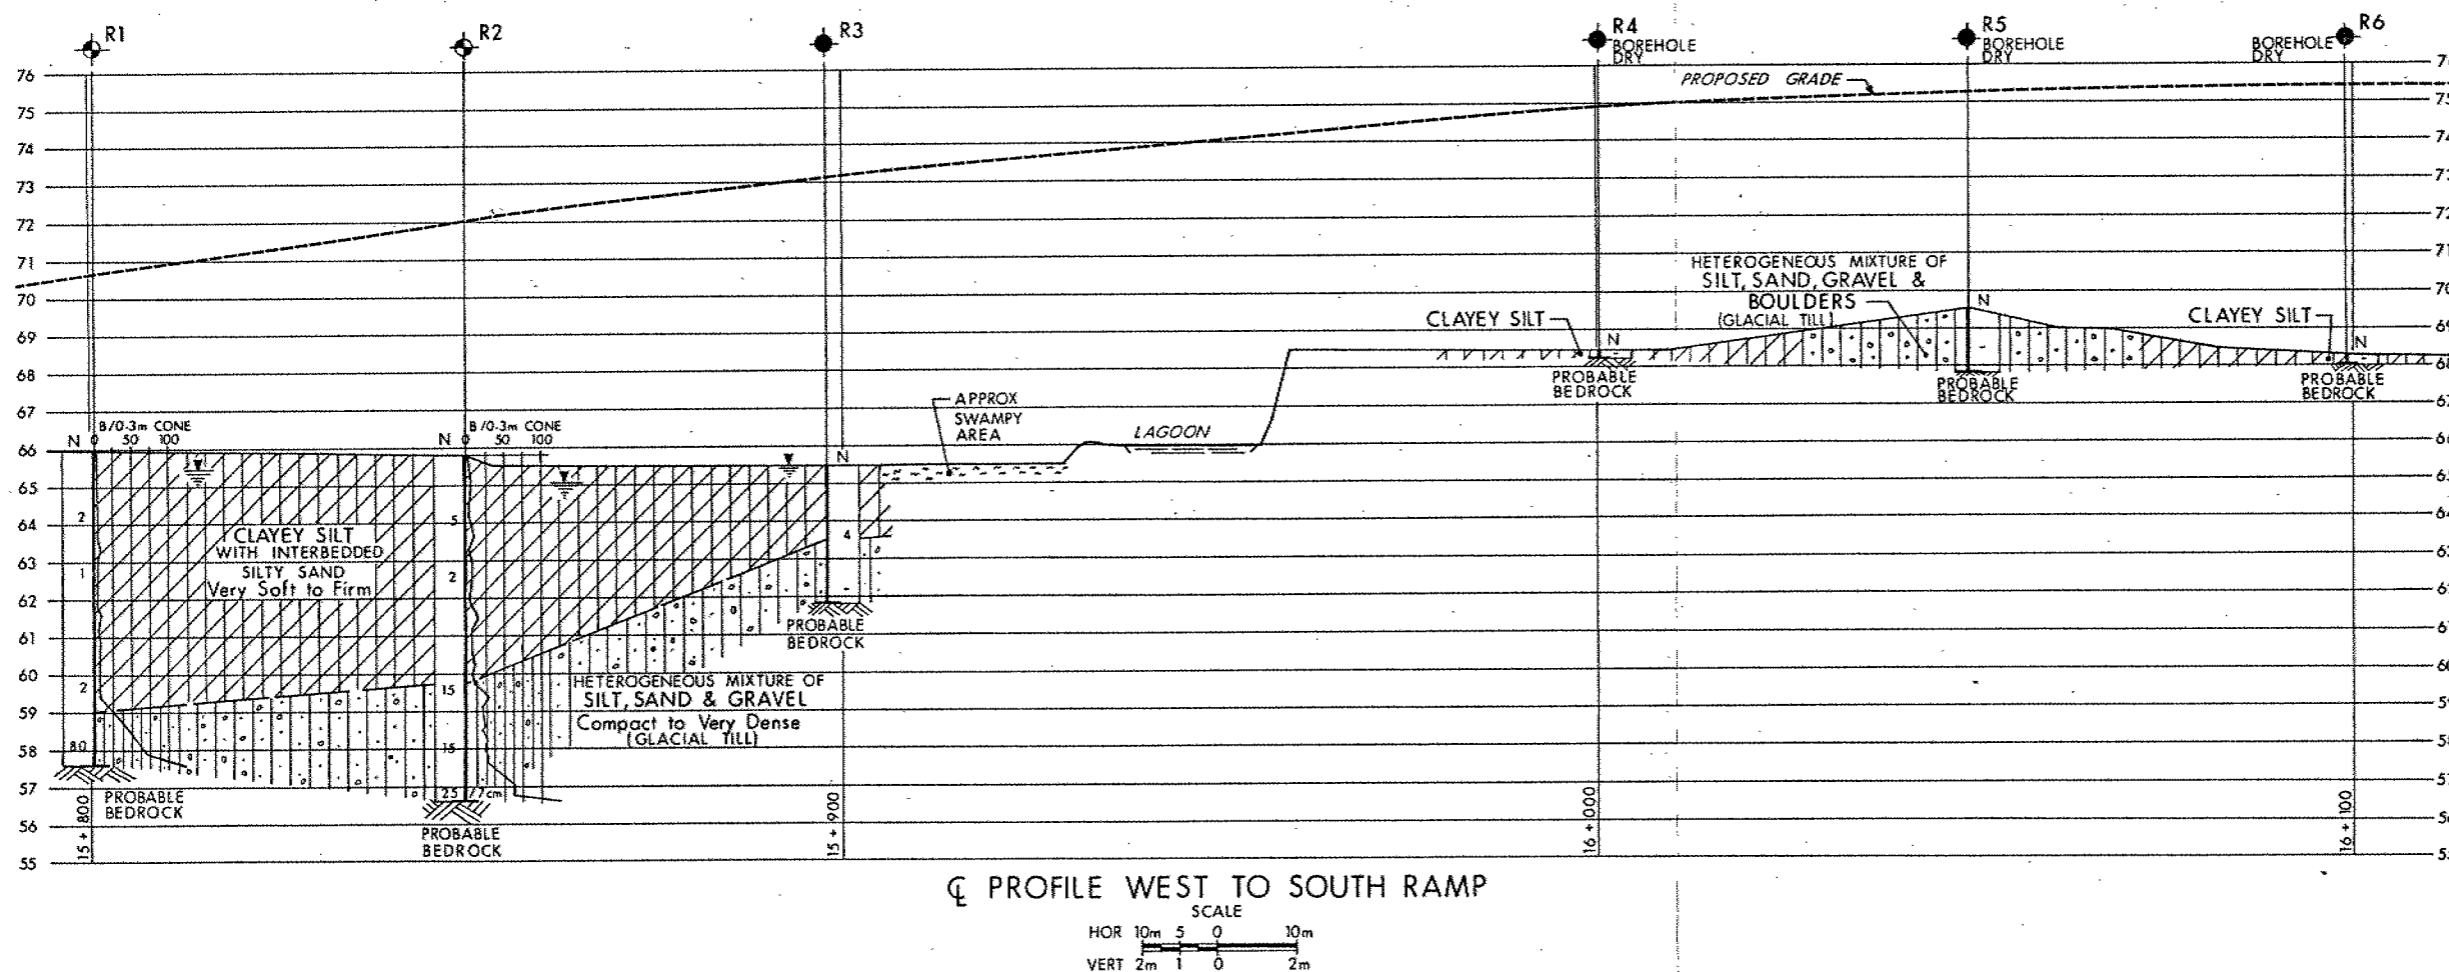 R1
R2
R3
R4
BOREHOLE
DRY
R5
BOREHOLE
DRY
R6
BOREHOLE
DRY
76
75
74
73
72
71
70
69
68
67
66
65
64
63
62
61
60
59
58
57
56
55
PROPOSED GRADE
HETEROGENEOUS MIXTURE OF
SILT, SAND, GRAVEL &
BOULDERS
(GLACIAL TILL)
CLAYEY SILT
N
PROBABLE
BEDROCK
N
PROBABLE
BEDROCK
CLAYEY SILT
N
PROBABLE
BEDROCK
APPROX
SWAMPY
AREA
LAGOON
N
B/0·3m CONE
0 50 100
N
B/0·3m CONE
0 50 100
N
2
1
2
80
CLAYEY SILT
WITH INTERBEDDED
SILTY SAND
Very Soft to Firm
5
2
15
15
25 /7cm
4
PROBABLE
BEDROCK
HETEROGENEOUS MIXTURE OF
SILT, SAND & GRAVEL
Compact to Very Dense
(GLACIAL TILL)
PROBABLE
BEDROCK
PROBABLE
BEDROCK
15 + 800
15 + 900
16 + 000
16 + 100
℄ PROFILE WEST TO SOUTH RAMP
SCALE
HOR 10m 5 0 10m
VERT 2m 1 0 2m